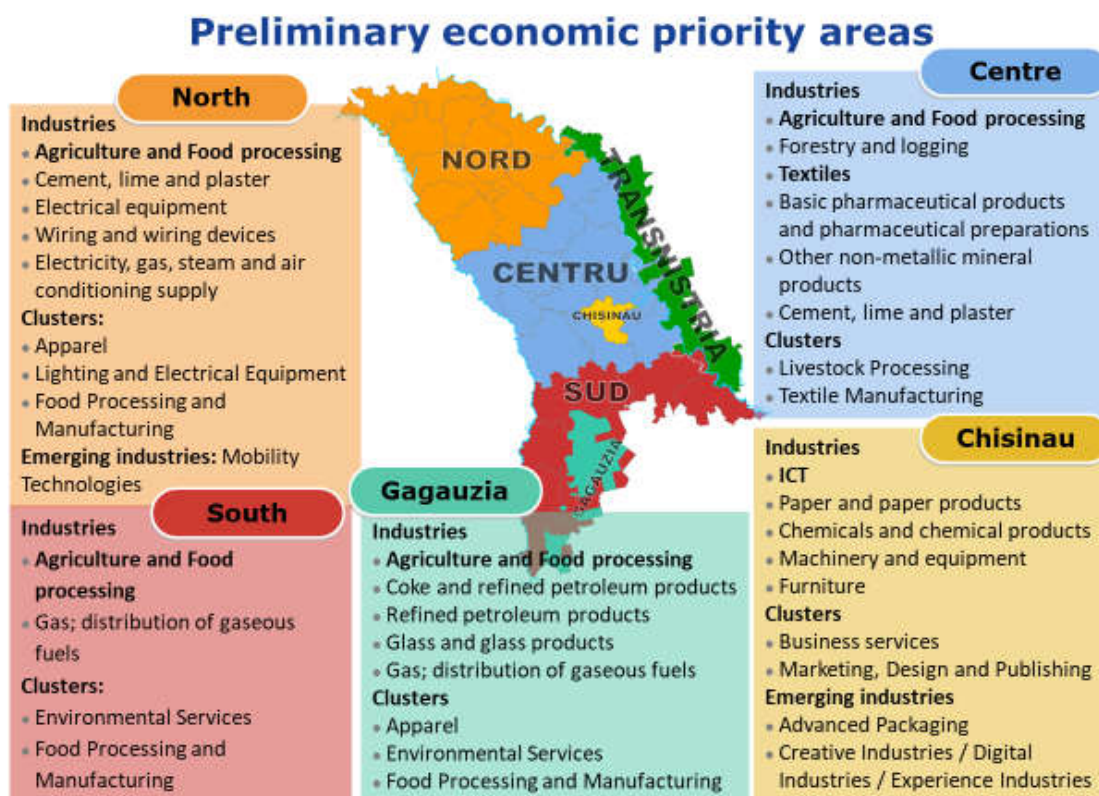 Preliminary economic priority areas
North
Industries
• Agriculture and Food processing
• Cement, lime and plaster
• Electrical equipment
• Wiring and wiring devices
• Electricity, gas, steam and air
conditioning supply
Clusters:
• Apparel
• Lighting and Electrical Equipment
• Food Processing and
Manufacturing
Emerging industries: Mobility
Technologies
NORD
TRANSNISTRIA
CENTRU
CHISINAU
SUD
GAGAUZIA
Centre
Industries
• Agriculture and Food processing
• Forestry and logging
• Textiles
• Basic pharmaceutical products
and pharmaceutical preparations
• Other non-metallic mineral
products
• Cement, lime and plaster
Clusters
• Livestock Processing
• Textile Manufacturing
South
Industries
• Agriculture and Food
processing
• Gas; distribution of gaseous
fuels
Clusters:
• Environmental Services
• Food Processing and
Manufacturing
Gagauzia
Industries
• Agriculture and Food processing
• Coke and refined petroleum products
• Refined petroleum products
• Glass and glass products
• Gas; distribution of gaseous fuels
Clusters
• Apparel
• Environmental Services
• Food Processing and Manufacturing
Chisinau
Industries
• ICT
• Paper and paper products
• Chemicals and chemical products
• Machinery and equipment
• Furniture
Clusters
• Business services
• Marketing, Design and Publishing
Emerging industries
• Advanced Packaging
• Creative Industries / Digital
Industries / Experience Industries